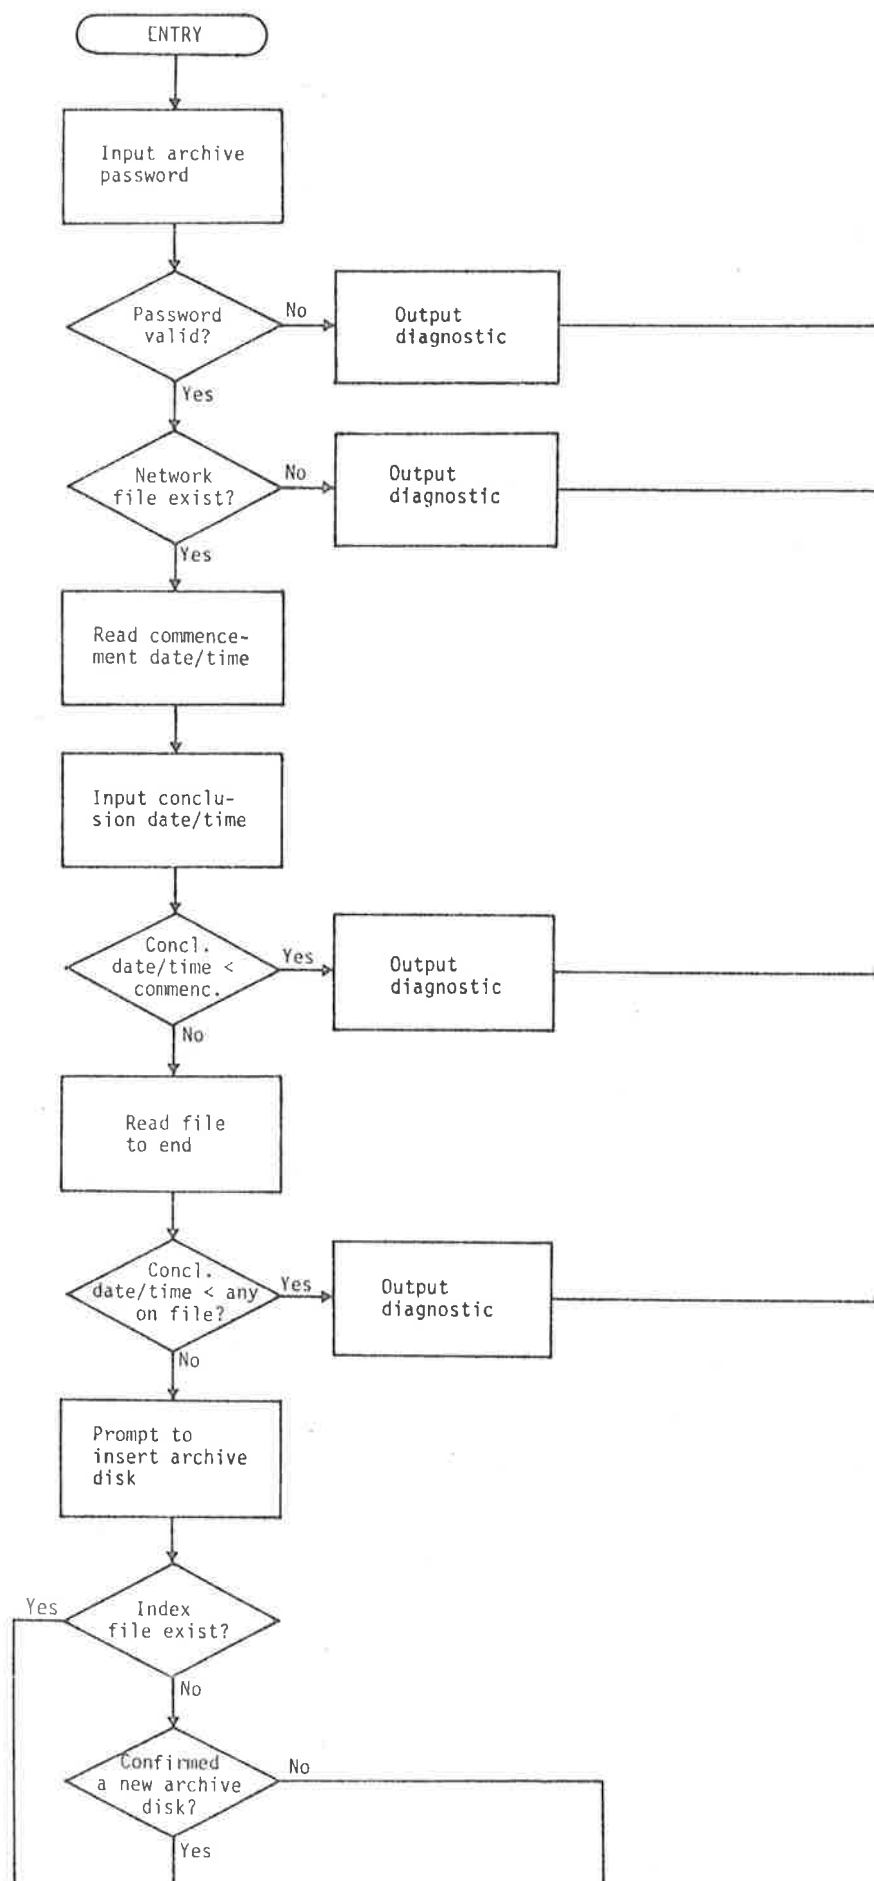 ENTRY
Input archive
password
Password
valid?
No
Output
diagnostic
Yes
Network
file exist?
No
Output
diagnostic
Yes
Read commence-
ment date/time
Input conclu-
sion date/time
Concl.
date/time <
commenc.
Yes
Output
diagnostic
No
Read file
to end
Concl.
date/time < any
on file?
Yes
Output
diagnostic
No
Prompt to
insert archive
disk
Yes
Index
file exist?
No
Confirmed
a new archive
disk?
No
Yes